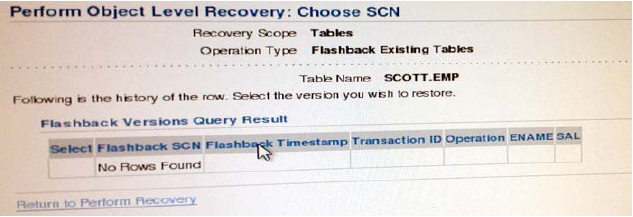 Perform Object Level Recovery: Choose SCN
Recovery Scope Tables
Operation Type Flashback Existing Tables
Table Name SCOTT.EMP
Following is the history of the row. Select the version you wish to restore.
Flashback Versions Query Result
Select Flashback SCN Flashback Timestamp Transaction ID Operation ENAME SAL
No Rows Found
Return to Perform Recovery